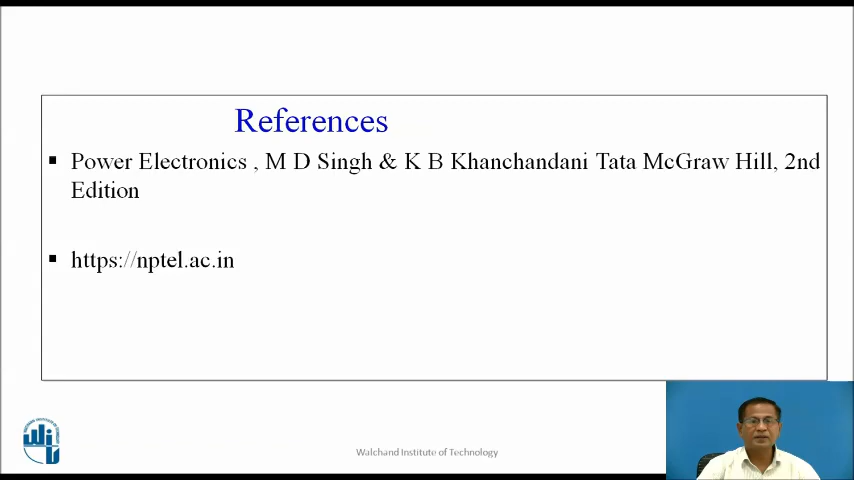 References
▪ Power Electronics , M D Singh & K B Khanchandani Tata McGraw Hill, 2nd
Edition
▪ https://nptel.ac.in
Walchand Institute of Technology